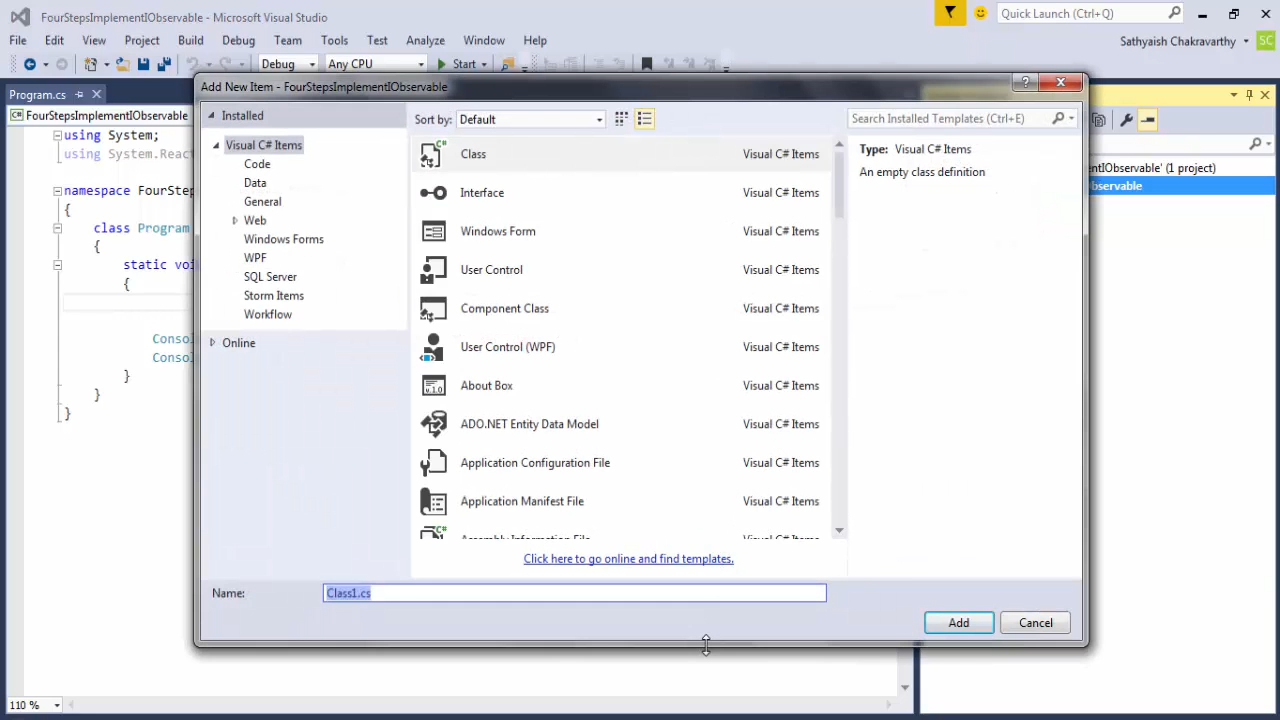 FourStepsImplementIObservable - Microsoft Visual Studio
Quick Launch (Ctrl+Q)
File Edit View Project Build Debug Team Tools Test Analyze Window Help
Sathyaish Chakravarthy SC
Debug Any CPU Start
Program.cs
FourStepsImplementIObservable
using System;
using System.React
namespace FourStep
{
class Program
{
static voi
{
Conso
Conso
}
}
}
110 %
Add New Item - FourStepsImplementIObservable
Installed
Visual C# Items
Code
Data
General
Web
Windows Forms
WPF
SQL Server
Storm Items
Workflow
Online
Sort by: Default
Search Installed Templates (Ctrl+E)
Class Visual C# Items
Interface Visual C# Items
Windows Form Visual C# Items
User Control Visual C# Items
Component Class Visual C# Items
User Control (WPF) Visual C# Items
About Box Visual C# Items
ADO.NET Entity Data Model Visual C# Items
Application Configuration File Visual C# Items
Application Manifest File Visual C# Items
Click here to go online and find templates.
Type: Visual C# Items
An empty class definition
Name: Class1.cs
Add Cancel
entIObservable' (1 project)
bservable